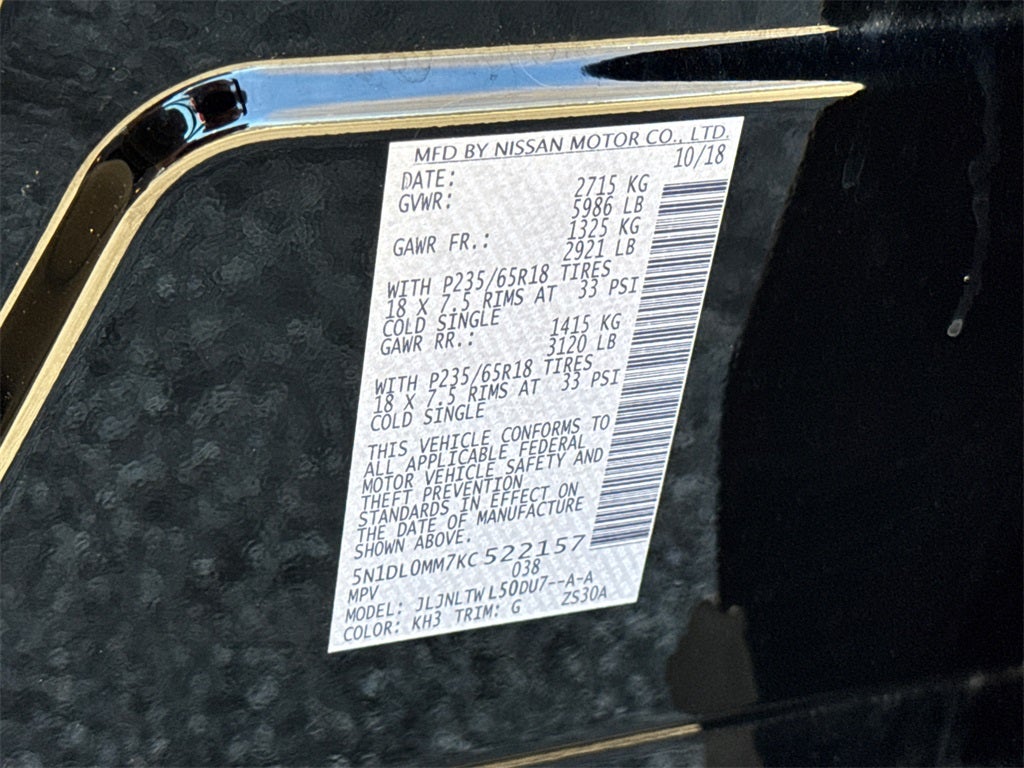 MFD BY NISSAN MOTOR CO., LTD.
DATE: 10/18
GVWR: 2715 KG
5986 LB
GAWR FR.: 1325 KG
2921 LB
WITH P235/65R18 TIRES
18 X 7.5 RIMS AT 33 PSI
COLD SINGLE
GAWR RR.: 1415 KG
3120 LB
WITH P235/65R18 TIRES
18 X 7.5 RIMS AT 33 PSI
COLD SINGLE
THIS VEHICLE CONFORMS TO
ALL APPLICABLE FEDERAL
MOTOR VEHICLE SAFETY AND
THEFT PREVENTION
STANDARDS IN EFFECT ON
THE DATE OF MANUFACTURE
SHOWN ABOVE.
5N1DL0MM7KC522157
MPV 038
MODEL: JLJNLTWL50DU7--A-A
COLOR: KH3 TRIM: G ZS30A